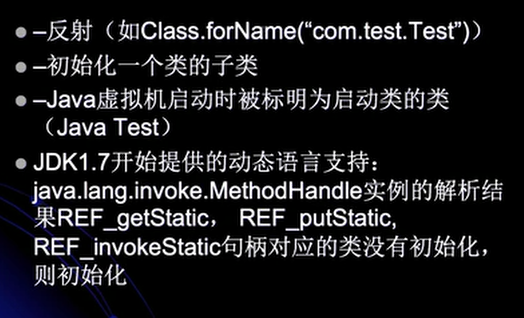 –反射（如Class.forName(“com.test.Test”)）
–初始化一个类的子类
–Java虚拟机启动时被标明为启动类的类
（Java Test）
JDK1.7开始提供的动态语言支持：
java.lang.invoke.MethodHandle实例的解析结
果REF_getStatic， REF_putStatic,
REF_invokeStatic句柄对应的类没有初始化，
则初始化